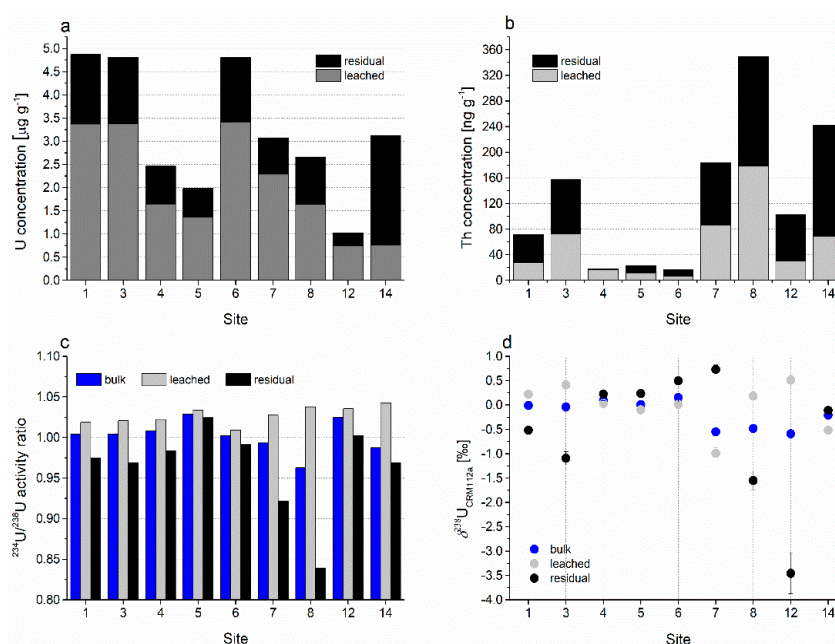 a
residual
leached
U concentration [µg g⁻¹]
5.0
4.5
4.0
3.5
3.0
2.5
2.0
1.5
1.0
0.5
0.0
1 3 4 5 6 7 8 12 14
Site
b
residual
leached
Th concentration [ng g⁻¹]
360
320
280
240
200
160
120
80
40
0
1 3 4 5 6 7 8 12 14
Site
c
bulk leached residual
²³⁴U/²³⁸U activity ratio
1.10
1.05
1.00
0.95
0.90
0.85
0.80
1 3 4 5 6 7 8 12 14
Site
d
δ²³⁸U CRM112a [‰]
1.0
0.5
0.0
-0.5
-1.0
-1.5
-2.0
-2.5
-3.0
-3.5
-4.0
bulk
leached
residual
1 3 4 5 6 7 8 12 14
Site